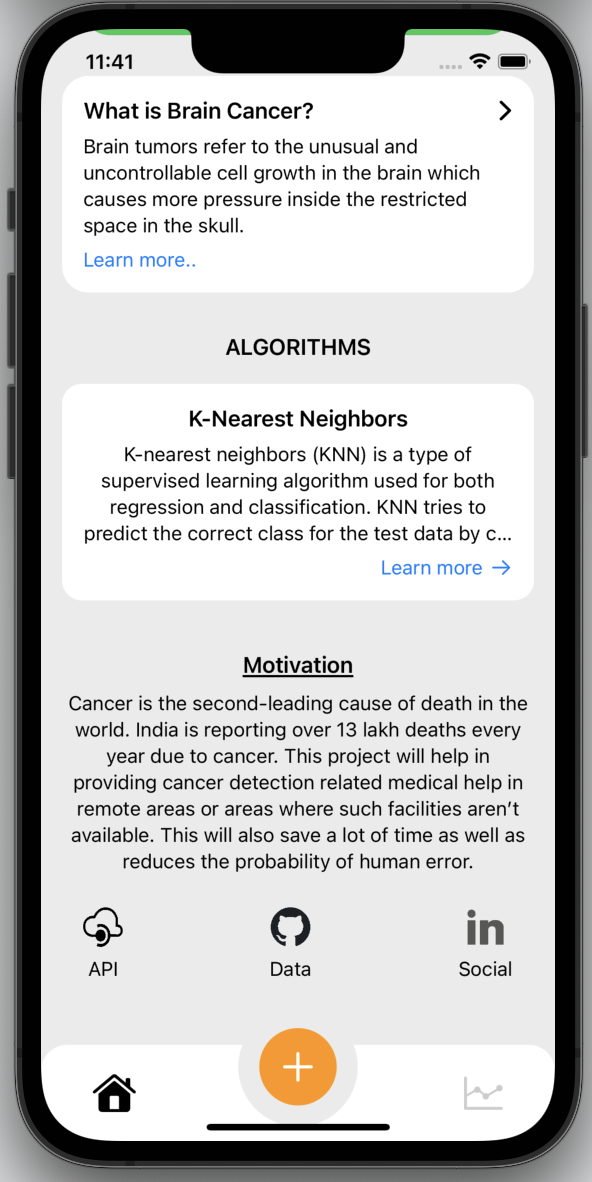 11:41
What is Brain Cancer?
Brain tumors refer to the unusual and
uncontrollable cell growth in the brain which
causes more pressure inside the restricted
space in the skull.
Learn more..
ALGORITHMS
K-Nearest Neighbors
K-nearest neighbors (KNN) is a type of
supervised learning algorithm used for both
regression and classification. KNN tries to
predict the correct class for the test data by c...
Learn more →
Motivation
Cancer is the second-leading cause of death in the
world. India is reporting over 13 lakh deaths every
year due to cancer. This project will help in
providing cancer detection related medical help in
remote areas or areas where such facilities aren't
available. This will also save a lot of time as well as
reduces the probability of human error.
in
API Data Social